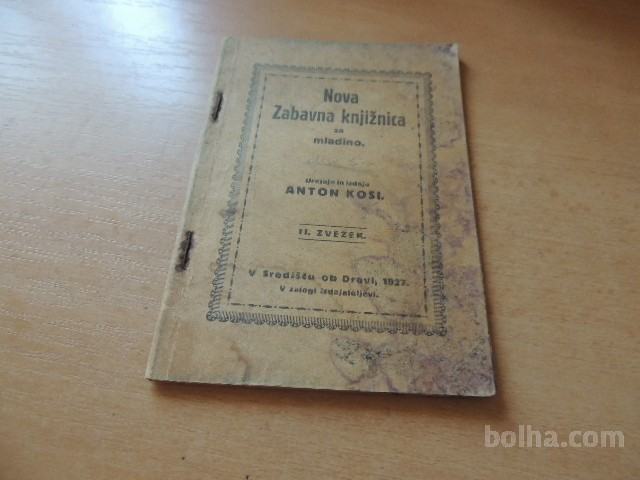 Nova
Zabavna knjižnica
za
mladino.
Urejuje in izdaja
ANTON KOSI.
II. ZVEZEK.
V Središču ob Dravi, 1927.
V zalogi izdajateljevi.
bolha.com